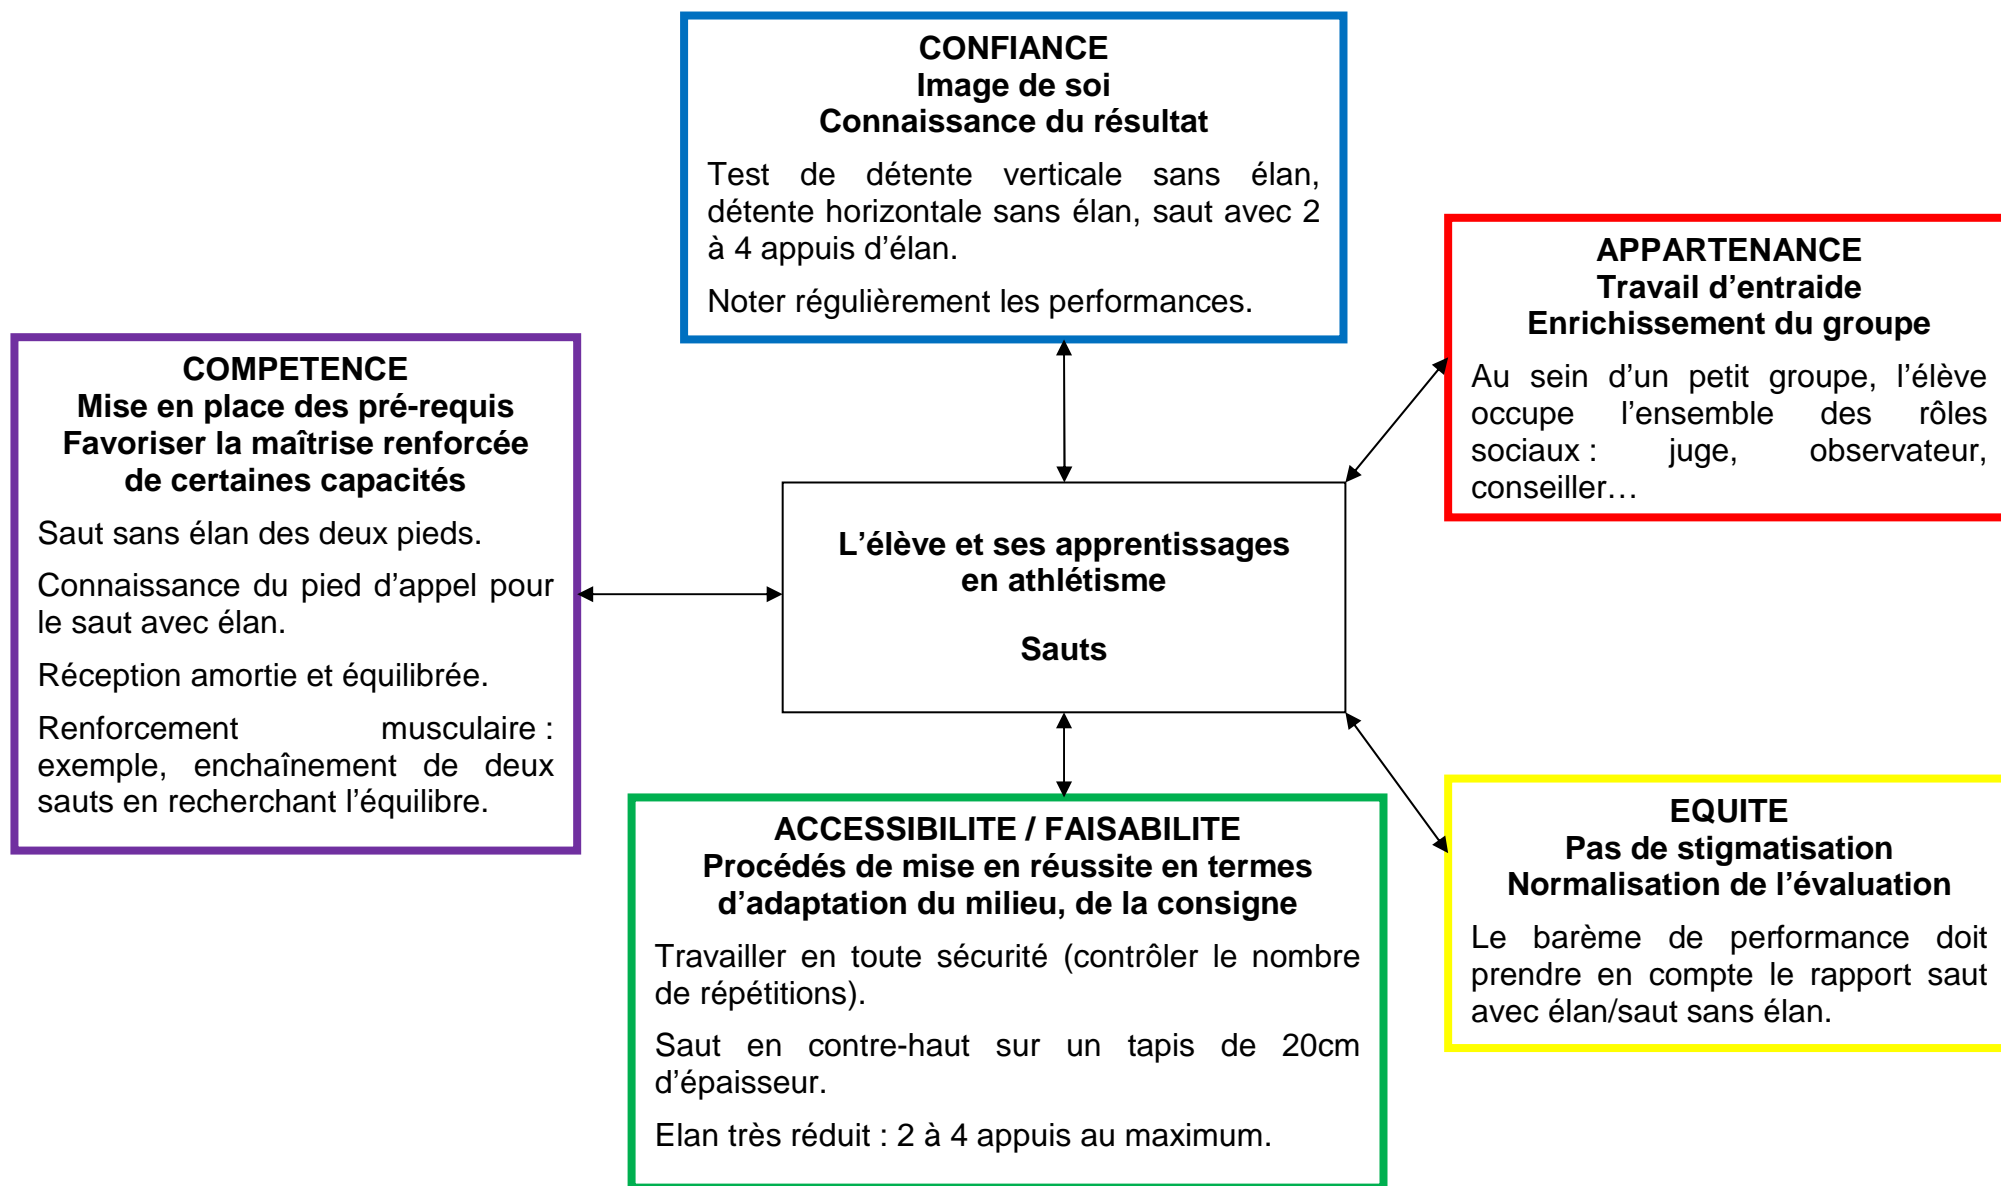 CONFIANCE
Image de soi
Connaissance du résultat
Test de détente verticale sans élan,
détente horizontale sans élan, saut avec 2
à 4 appuis d’élan.
Noter régulièrement les performances.
APPARTENANCE
Travail d’entraide
Enrichissement du groupe
Au sein d’un petit groupe, l’élève
occupe l’ensemble des rôles
sociaux : juge, observateur,
conseiller…
COMPETENCE
Mise en place des pré-requis
Favoriser la maîtrise renforcée
de certaines capacités
Saut sans élan des deux pieds.
Connaissance du pied d’appel pour
le saut avec élan.
Réception amortie et équilibrée.
Renforcement musculaire :
exemple, enchaînement de deux
sauts en recherchant l’équilibre.
L’élève et ses apprentissages
en athlétisme
Sauts
ACCESSIBILITE / FAISABILITE
Procédés de mise en réussite en termes
d’adaptation du milieu, de la consigne
Travailler en toute sécurité (contrôler le nombre
de répétitions).
Saut en contre-haut sur un tapis de 20cm
d’épaisseur.
Elan très réduit : 2 à 4 appuis au maximum.
EQUITE
Pas de stigmatisation
Normalisation de l’évaluation
Le barème de performance doit
prendre en compte le rapport saut
avec élan/saut sans élan.